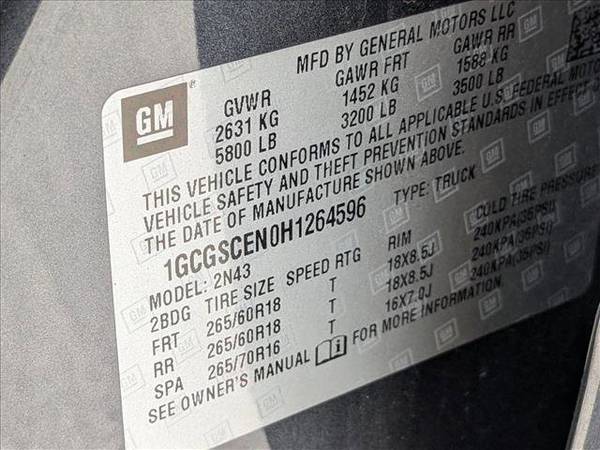 MFD BY GENERAL MOTORS LLC
GM
GVWR GAWR FRT GAWR RR
2631 KG 1452 KG 1588 KG
5800 LB 3200 LB 3500 LB
THIS VEHICLE CONFORMS TO ALL APPLICABLE U.S. FEDERAL
VEHICLE SAFETY AND THEFT PREVENTION STANDARDS IN EFFECT
THE DATE OF MANUFACTURE SHOWN ABOVE.
1GCGSCEN0H1264596 TYPE: TRUCK
MODEL: 2N43 COLD TIRE
2BDG TIRE SIZE SPEED RTG RIM
FRT 265/60R18 T 18X8.5J 240KPA(35PSI)
RR 265/60R18 T 18X8.5J 240KPA(35PSI)
SPA 265/70R16 T 16X7.0J 240KPA(35PSI)
SEE OWNER'S MANUAL FOR MORE INFORMATION.